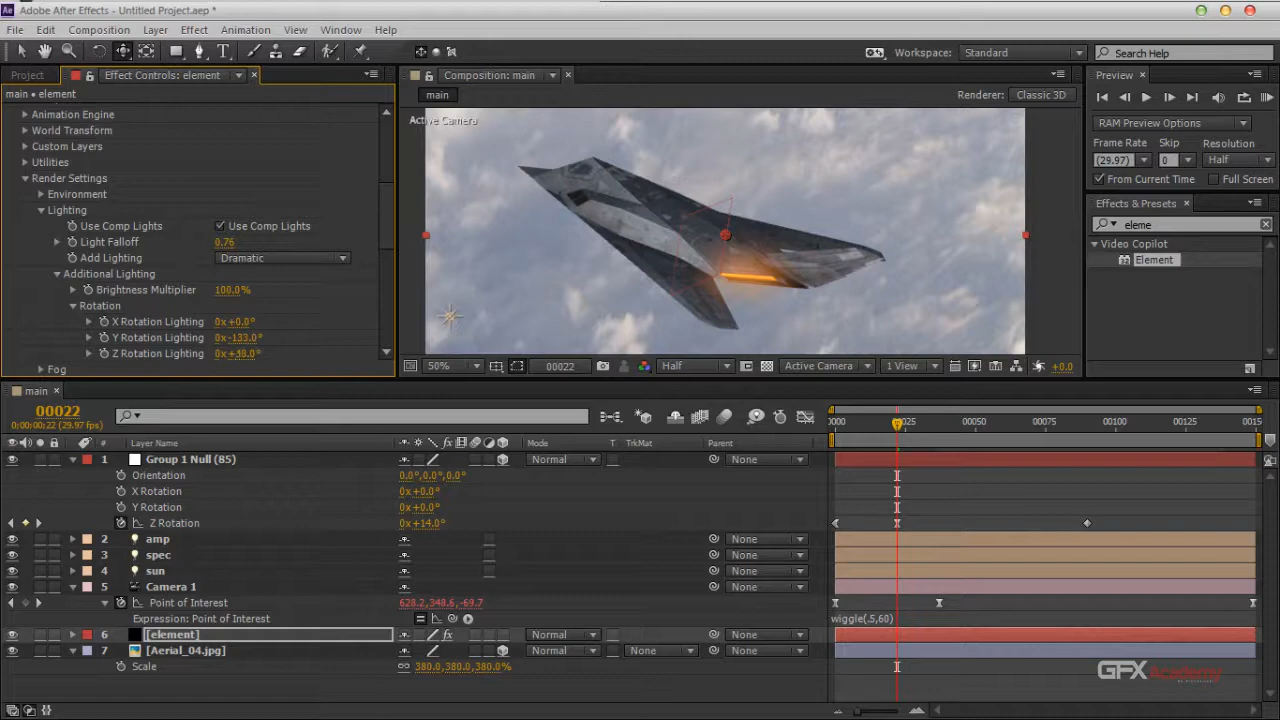 Ae Adobe After Effects - Untitled Project.aep *
File Edit Composition Layer Effect Animation View Window Help
Workspace: Standard Search Help
Project Effect Controls: element
main • element
Animation Engine
World Transform
Custom Layers
Utilities
Render Settings
Environment
Lighting
Use Comp Lights Use Comp Lights
Light Falloff 0.76
Add Lighting Dramatic
Additional Lighting
Brightness Multiplier 100.0%
Rotation
X Rotation Lighting 0x+0.0°
Y Rotation Lighting 0x-133.0°
Z Rotation Lighting 0x+38.0°
Fog
Composition: main
main
Renderer: Classic 3D
Active Camera
50% 00022 Half Active Camera 1 View +0.0
Preview
RAM Preview Options
Frame Rate Skip Resolution
(29.97) 0 Half
From Current Time Full Screen
Effects & Presets
eleme
Video Copilot
32 Element
main
00022
0;00;00;22 (29.97 fps)
0000 00025 00050 00075 00100 00125 0015
# Layer Name fx Mode T TrkMat Parent
1 Group 1 Null (85) Normal None
Orientation 0.0°,0.0°,0.0°
X Rotation 0x+0.0°
Y Rotation 0x+0.0°
Z Rotation 0x+14.0°
2 amp None
3 spec None
4 sun None
5 Camera 1 None
Point of Interest 628.2,348.6,-69.7
Expression: Point of Interest wiggle(.5,60)
6 [element] fx Normal None
7 [Aerial_04.jpg] Normal None None
Scale 380.0,380.0,380.0%
GFX Academy